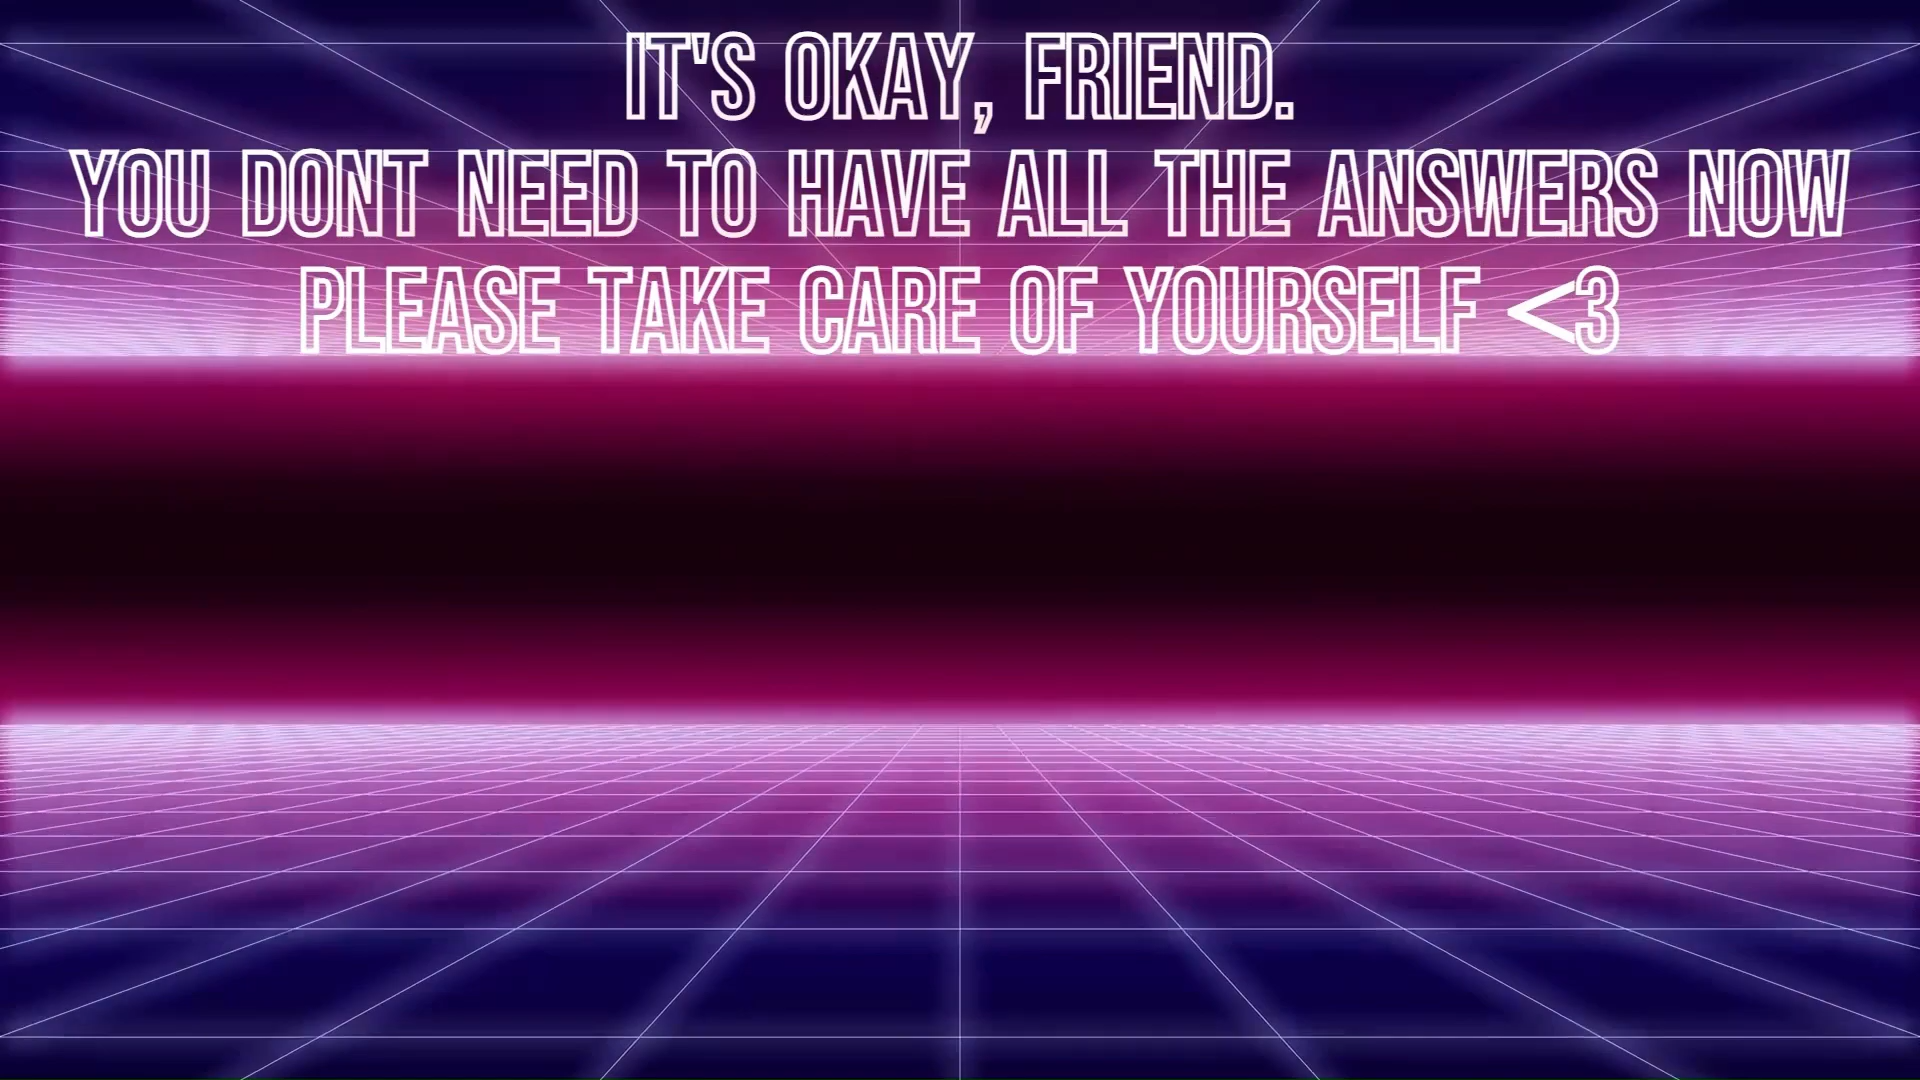 IT'S OKAY, FRIEND.
YOU DONT NEED TO HAVE ALL THE ANSWERS NOW
PLEASE TAKE CARE OF YOURSELF <3